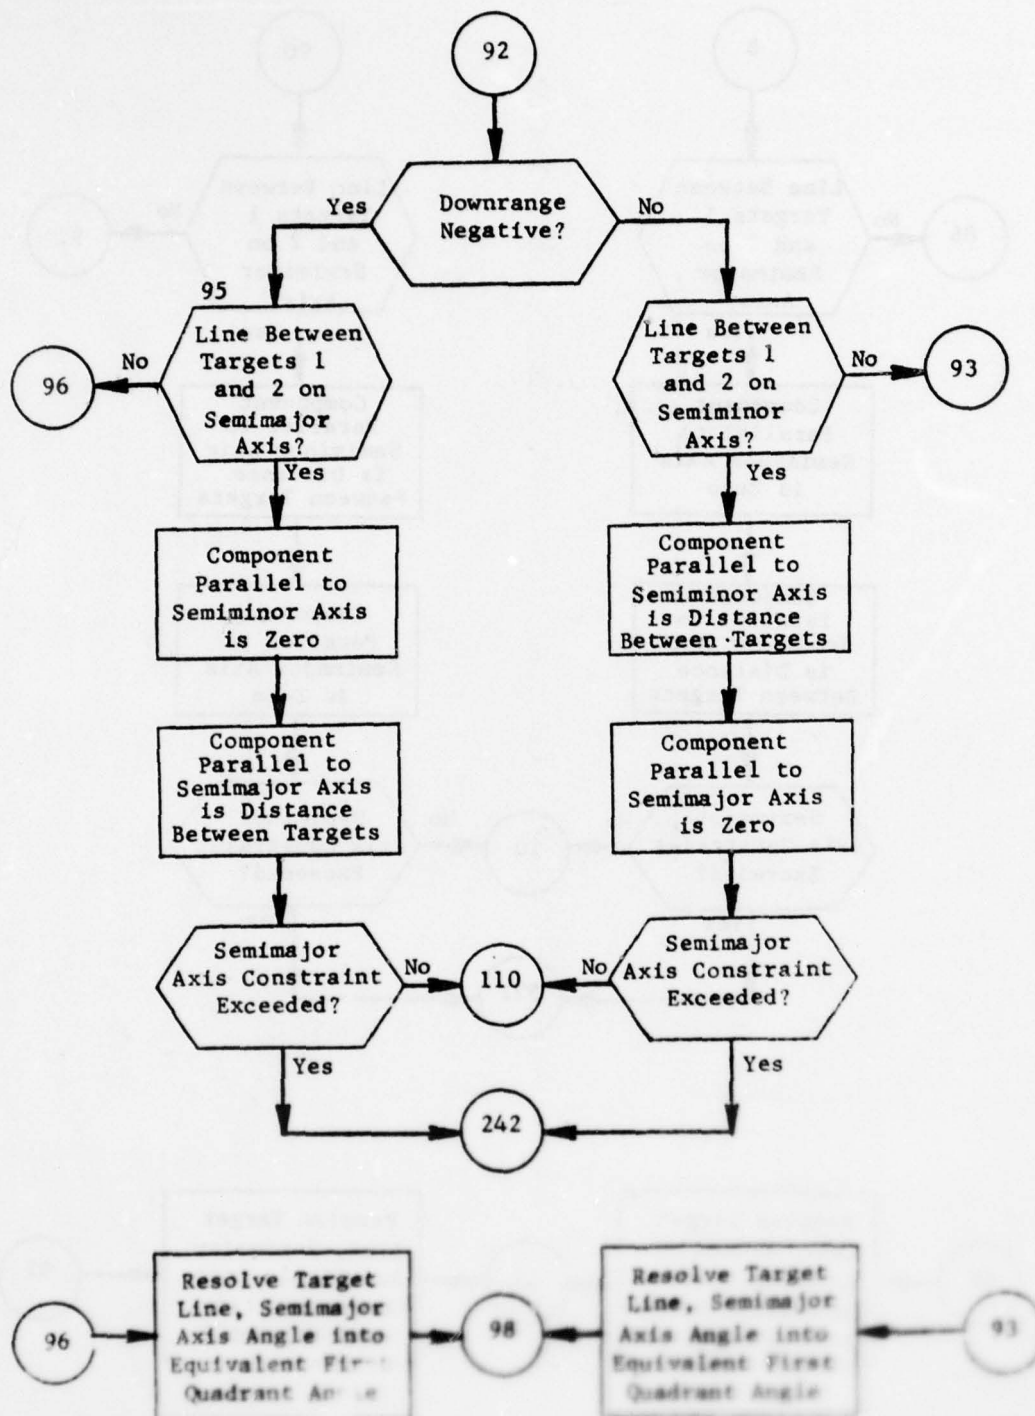 92
Downrange
Negative?
Yes
No
95
Line Between
Targets 1
and 2 on
Semimajor
Axis?
No
96
Yes
Line Between
Targets 1
and 2 on
Semiminor
Axis?
No
93
Yes
Component
Parallel to
Semiminor Axis
is Zero
Component
Parallel to
Semiminor Axis
is Distance
Between Targets
Component
Parallel to
Semimajor Axis
is Distance
Between Targets
Component
Parallel to
Semimajor Axis
is Zero
Semimajor
Axis Constraint
Exceeded?
No
110
No
Semimajor
Axis Constraint
Exceeded?
Yes
Yes
242
96
Resolve Target
Line, Semimajor
Axis Angle into
Equivalent
Quadrant
98
Resolve Target
Line, Semimajor
Axis Angle into
Equivalent First
Quadrant Angle
93